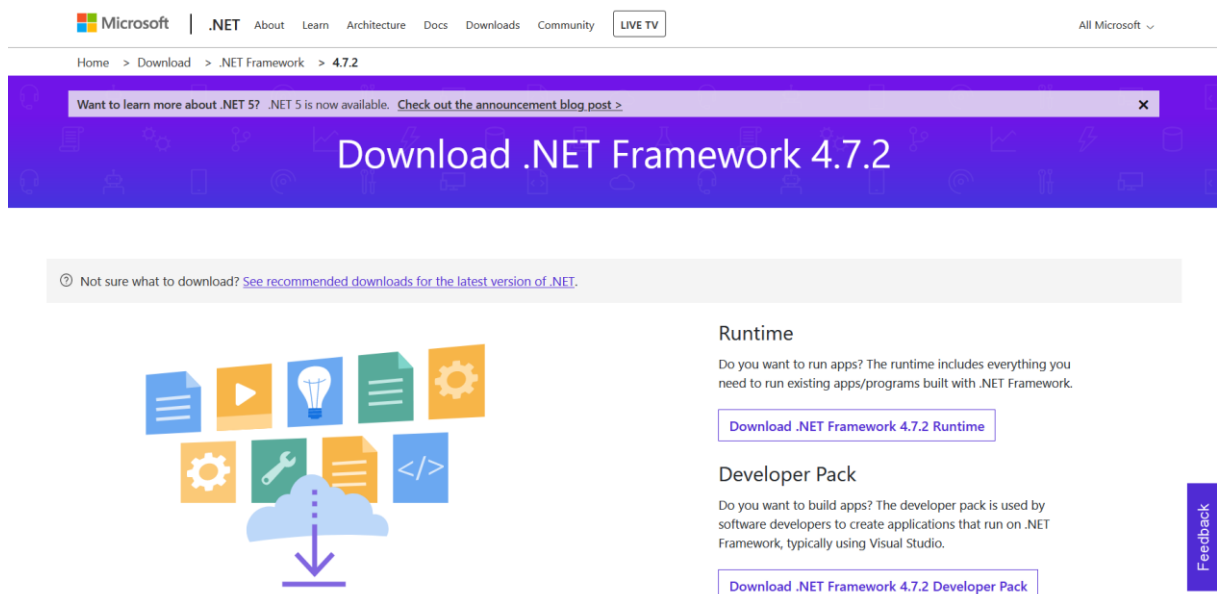 Microsoft | .NET About Learn Architecture Docs Downloads Community LIVE TV All Microsoft
Home > Download > .NET Framework > 4.7.2
Want to learn more about .NET 5? .NET 5 is now available. Check out the announcement blog post > ×
Download .NET Framework 4.7.2
Not sure what to download? See recommended downloads for the latest version of .NET.
Runtime
Do you want to run apps? The runtime includes everything you
need to run existing apps/programs built with .NET Framework.
Download .NET Framework 4.7.2 Runtime
Developer Pack
Do you want to build apps? The developer pack is used by
software developers to create applications that run on .NET
Framework, typically using Visual Studio.
Download .NET Framework 4.7.2 Developer Pack
</>
Feedback